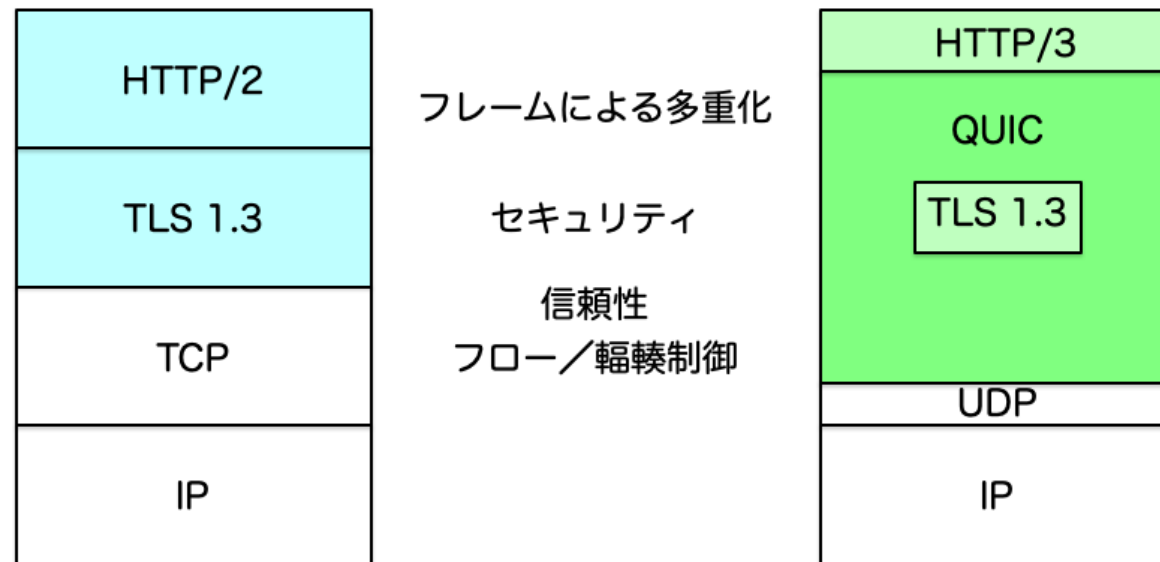 HTTP/2
TLS 1.3
TCP
IP
フレームによる多重化
セキュリティ
信頼性
フロー／輻輳制御
HTTP/3
QUIC
TLS 1.3
UDP
IP